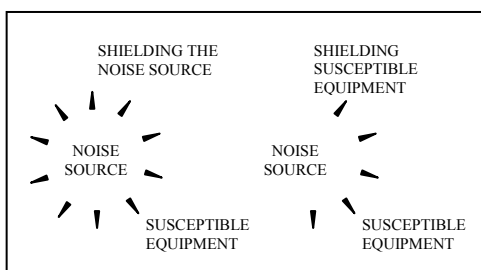 SHIELDING THE
NOISE SOURCE
NOISE
SOURCE
SUSCEPTIBLE
EQUIPMENT
SHIELDING
SUSCEPTIBLE
EQUIPMENT
NOISE
SOURCE
SUSCEPTIBLE
EQUIPMENT